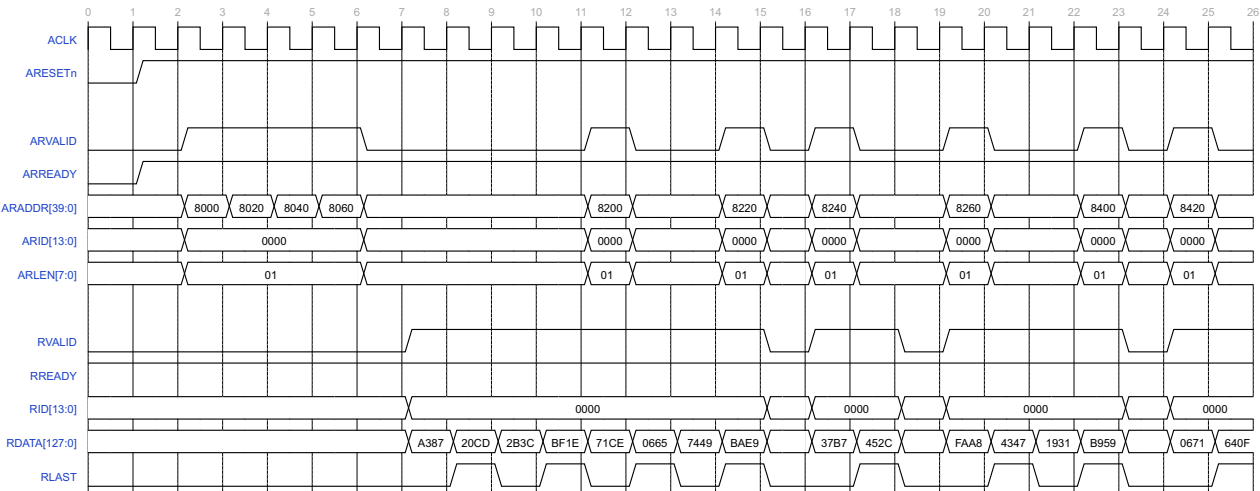 0 1 2 3 4 5 6 7 8 9 10 11 12 13 14 15 16 17 18 19 20 21 22 23 24 25 26
ACLK
ARESETn
ARVALID
ARREADY
ARADDR[39:0] 8000 8020 8040 8060 8200 8220 8240 8260 8400 8420
ARID[13:0] 0000 0000 0000 0000 0000 0000 0000
ARLEN[7:0] 01 01 01 01 01 01 01
RVALID
RREADY
RID[13:0] 0000 0000 0000 0000
RDATA[127:0] A387 20CD 2B3C BF1E 71CE 0665 7449 BAE9 37B7 452C FAA8 4347 1931 B959 0671 640F
RLAST